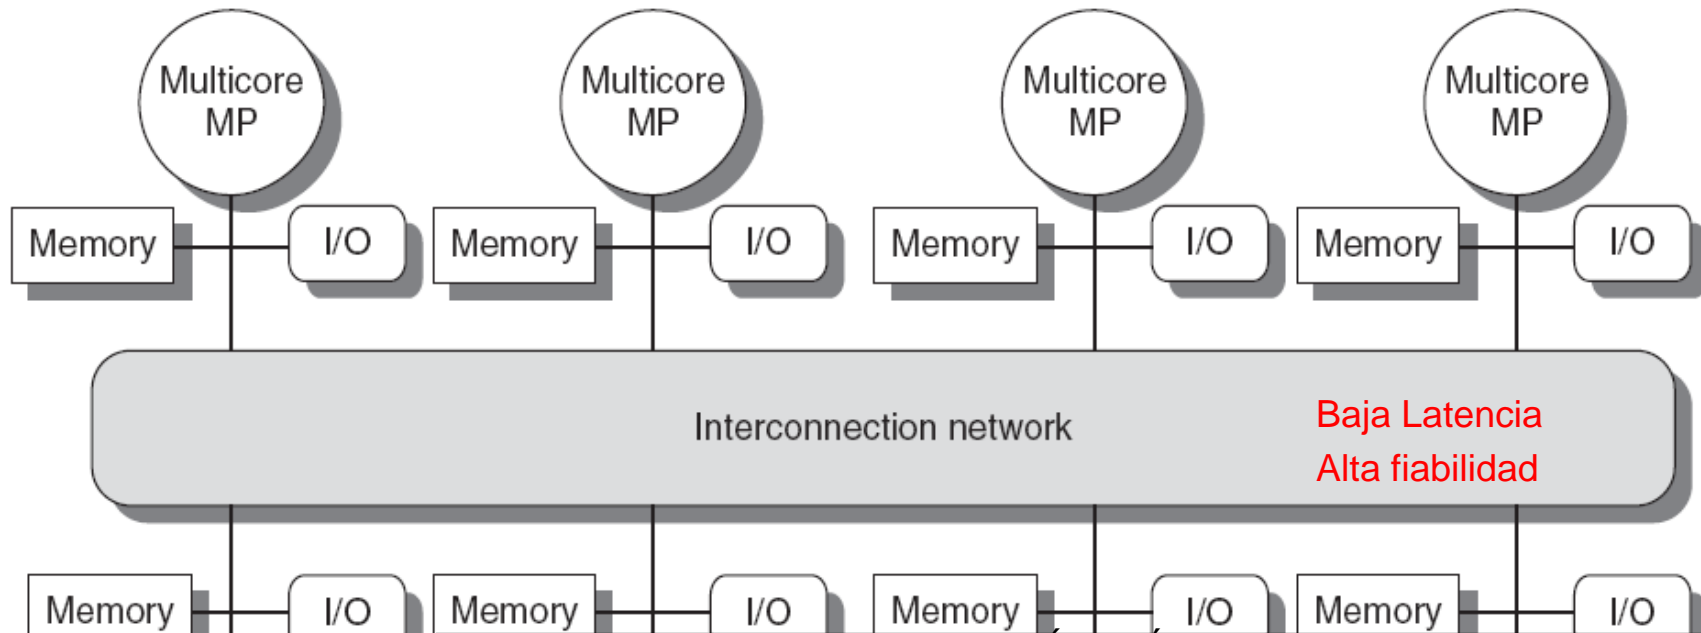 Multicore
MP
Multicore
MP
Multicore
MP
Multicore
MP
Memory
I/O
Memory
I/O
Memory
I/O
Memory
I/O
Interconnection network
Baja Latencia
Alta fiabilidad
Memory
I/O
Memory
I/O
Memory
I/O
Memory
I/O